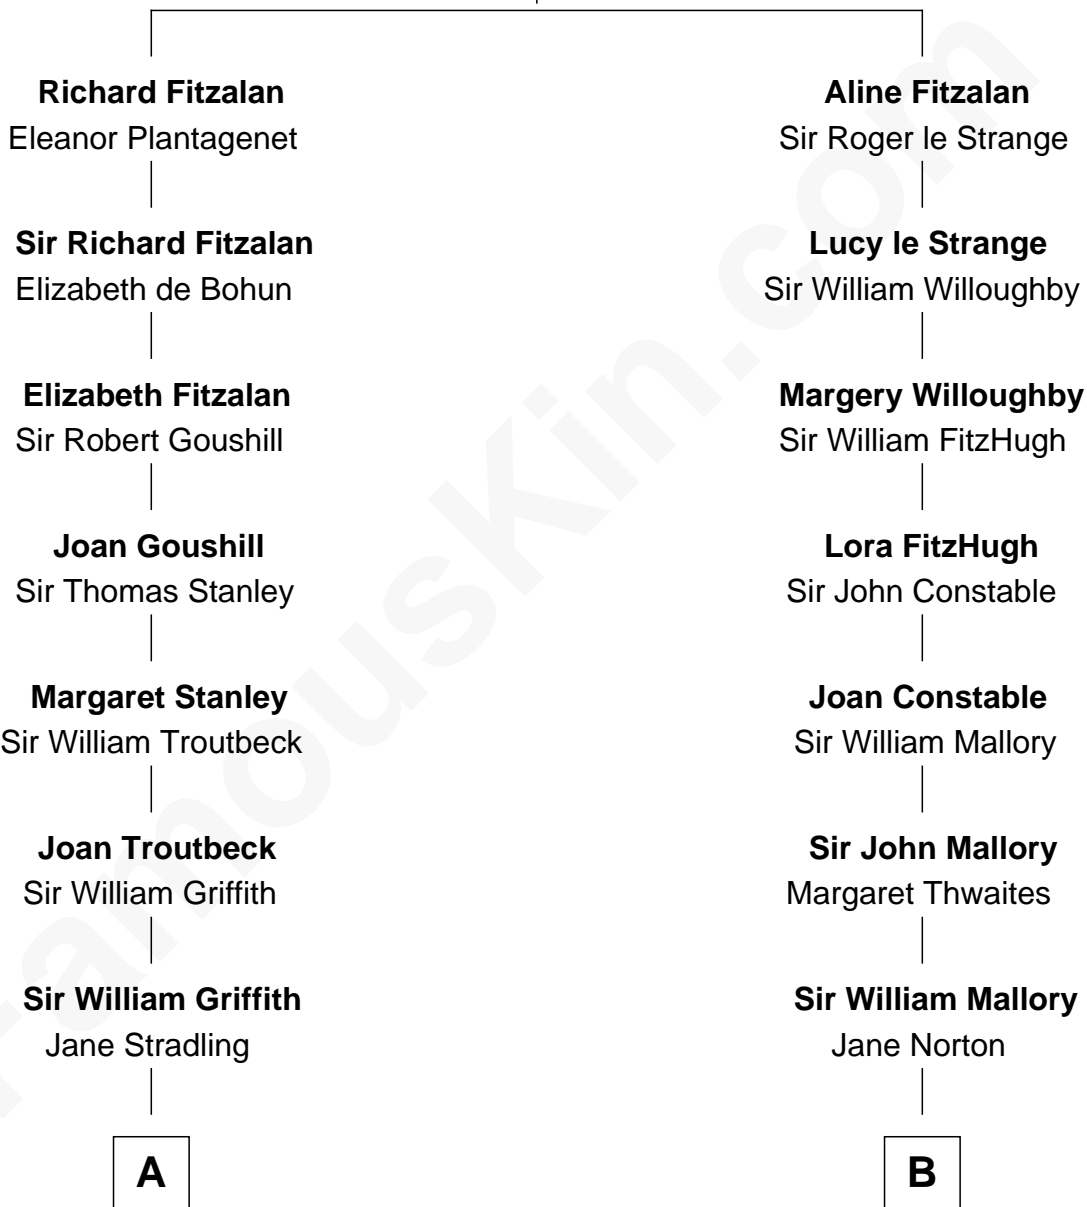 Richard Fitzalan
Eleanor Plantagenet
Sir Richard Fitzalan
Elizabeth de Bohun
Elizabeth Fitzalan
Sir Robert Goushill
Joan Goushill
Sir Thomas Stanley
Margaret Stanley
Sir William Troutbeck
Joan Troutbeck
Sir William Griffith
Sir William Griffith
Jane Stradling
A
Aline Fitzalan
Sir Roger le Strange
Lucy le Strange
Sir William Willoughby
Margery Willoughby
Sir William FitzHugh
Lora FitzHugh
Sir John Constable
Joan Constable
Sir William Mallory
Sir John Mallory
Margaret Thwaites
Sir William Mallory
Jane Norton
B
FamousKin.com